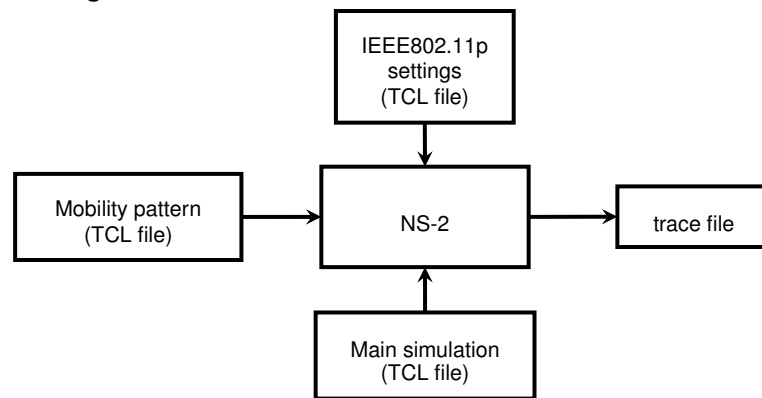 IEEE802.11p
settings
(TCL file)
Mobility pattern
(TCL file)
NS-2
trace file
Main simulation
(TCL file)